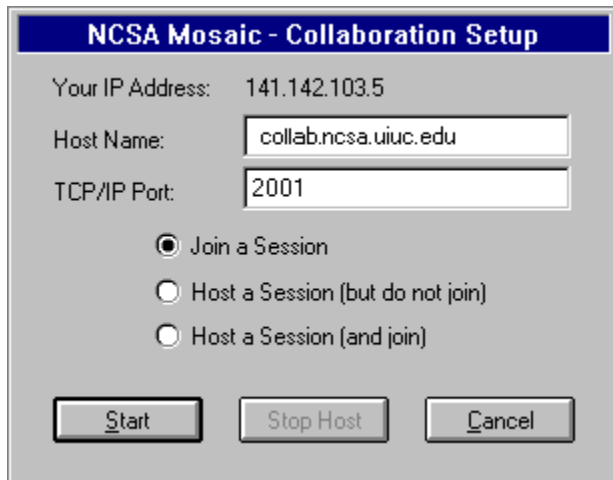 NCSA Mosaic - Collaboration Setup
Your IP Address: 141.142.103.5
Host Name: collab.ncsa.uiuc.edu
TCP/IP Port: 2001
Join a Session
Host a Session (but do not join)
Host a Session (and join)
Start Stop Host Cancel